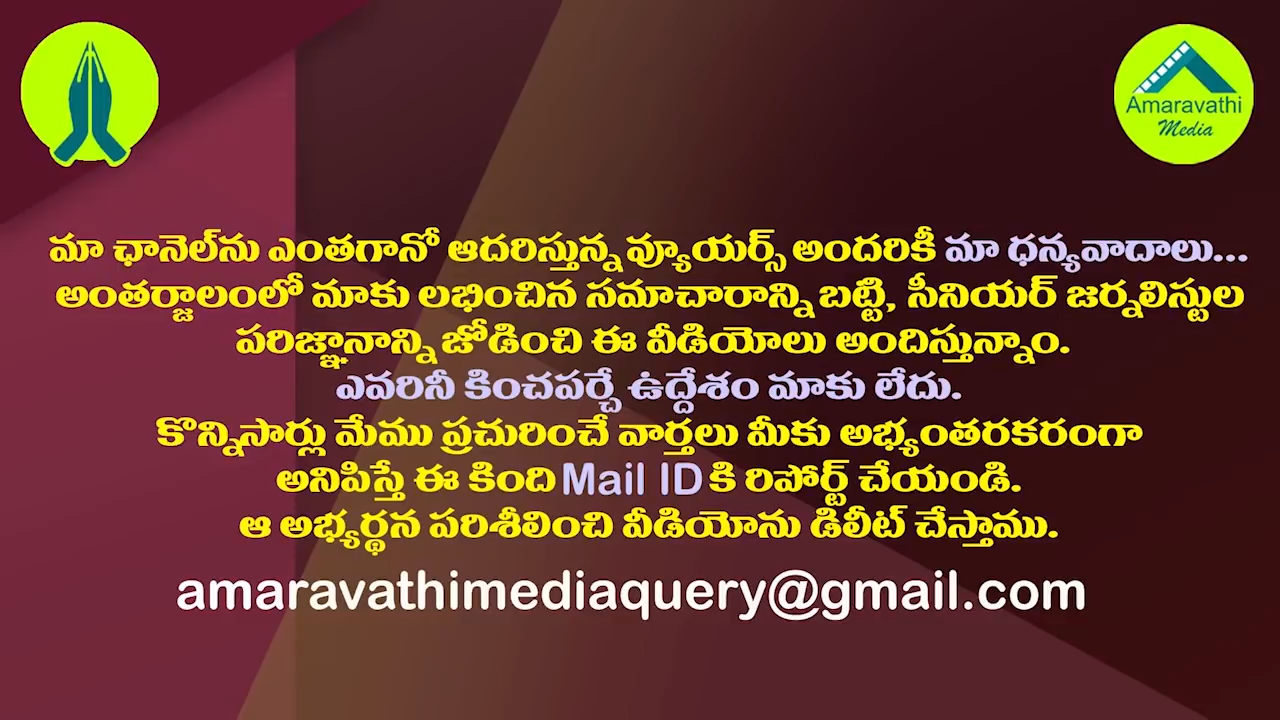 Amaravathi
Media
మా ఛానెల్‌ను ఎంతగానో ఆదరిస్తున్న వ్యూయర్స్ అందరికీ మా ధన్యవాదాలు...
అంతర్జాలంలో మాకు లభించిన సమాచారాన్ని బట్టి, సీనియర్ జర్నలిస్టుల
పరిజ్ఞానాన్ని జోడించి ఈ వీడియోలు అందిస్తున్నాం.
ఎవరినీ కించపర్చే ఉద్దేశం మాకు లేదు.
కొన్నిసార్లు మేము ప్రచురించే వార్తలు మీకు అభ్యంతరకరంగా
అనిపిస్తే ఈ కింది Mail ID కి రిపోర్ట్ చేయండి.
ఆ అభ్యర్థన పరిశీలించి వీడియోను డిలీట్ చేస్తాము.
amaravathimediaquery@gmail.com